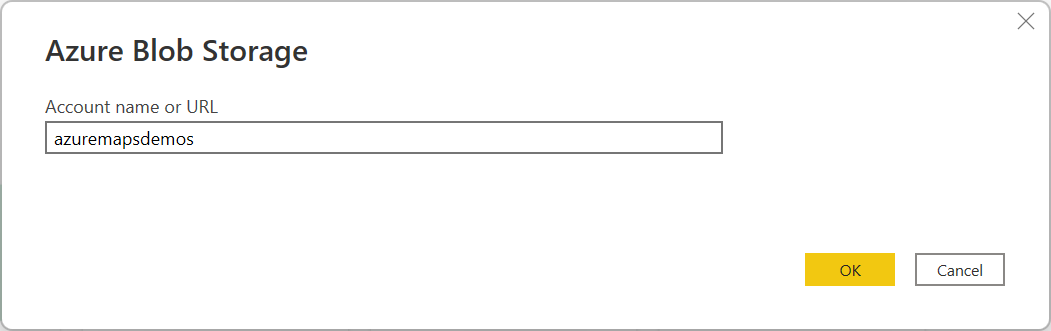 Azure Blob Storage
Account name or URL
azuremapsdemos
OK
Cancel